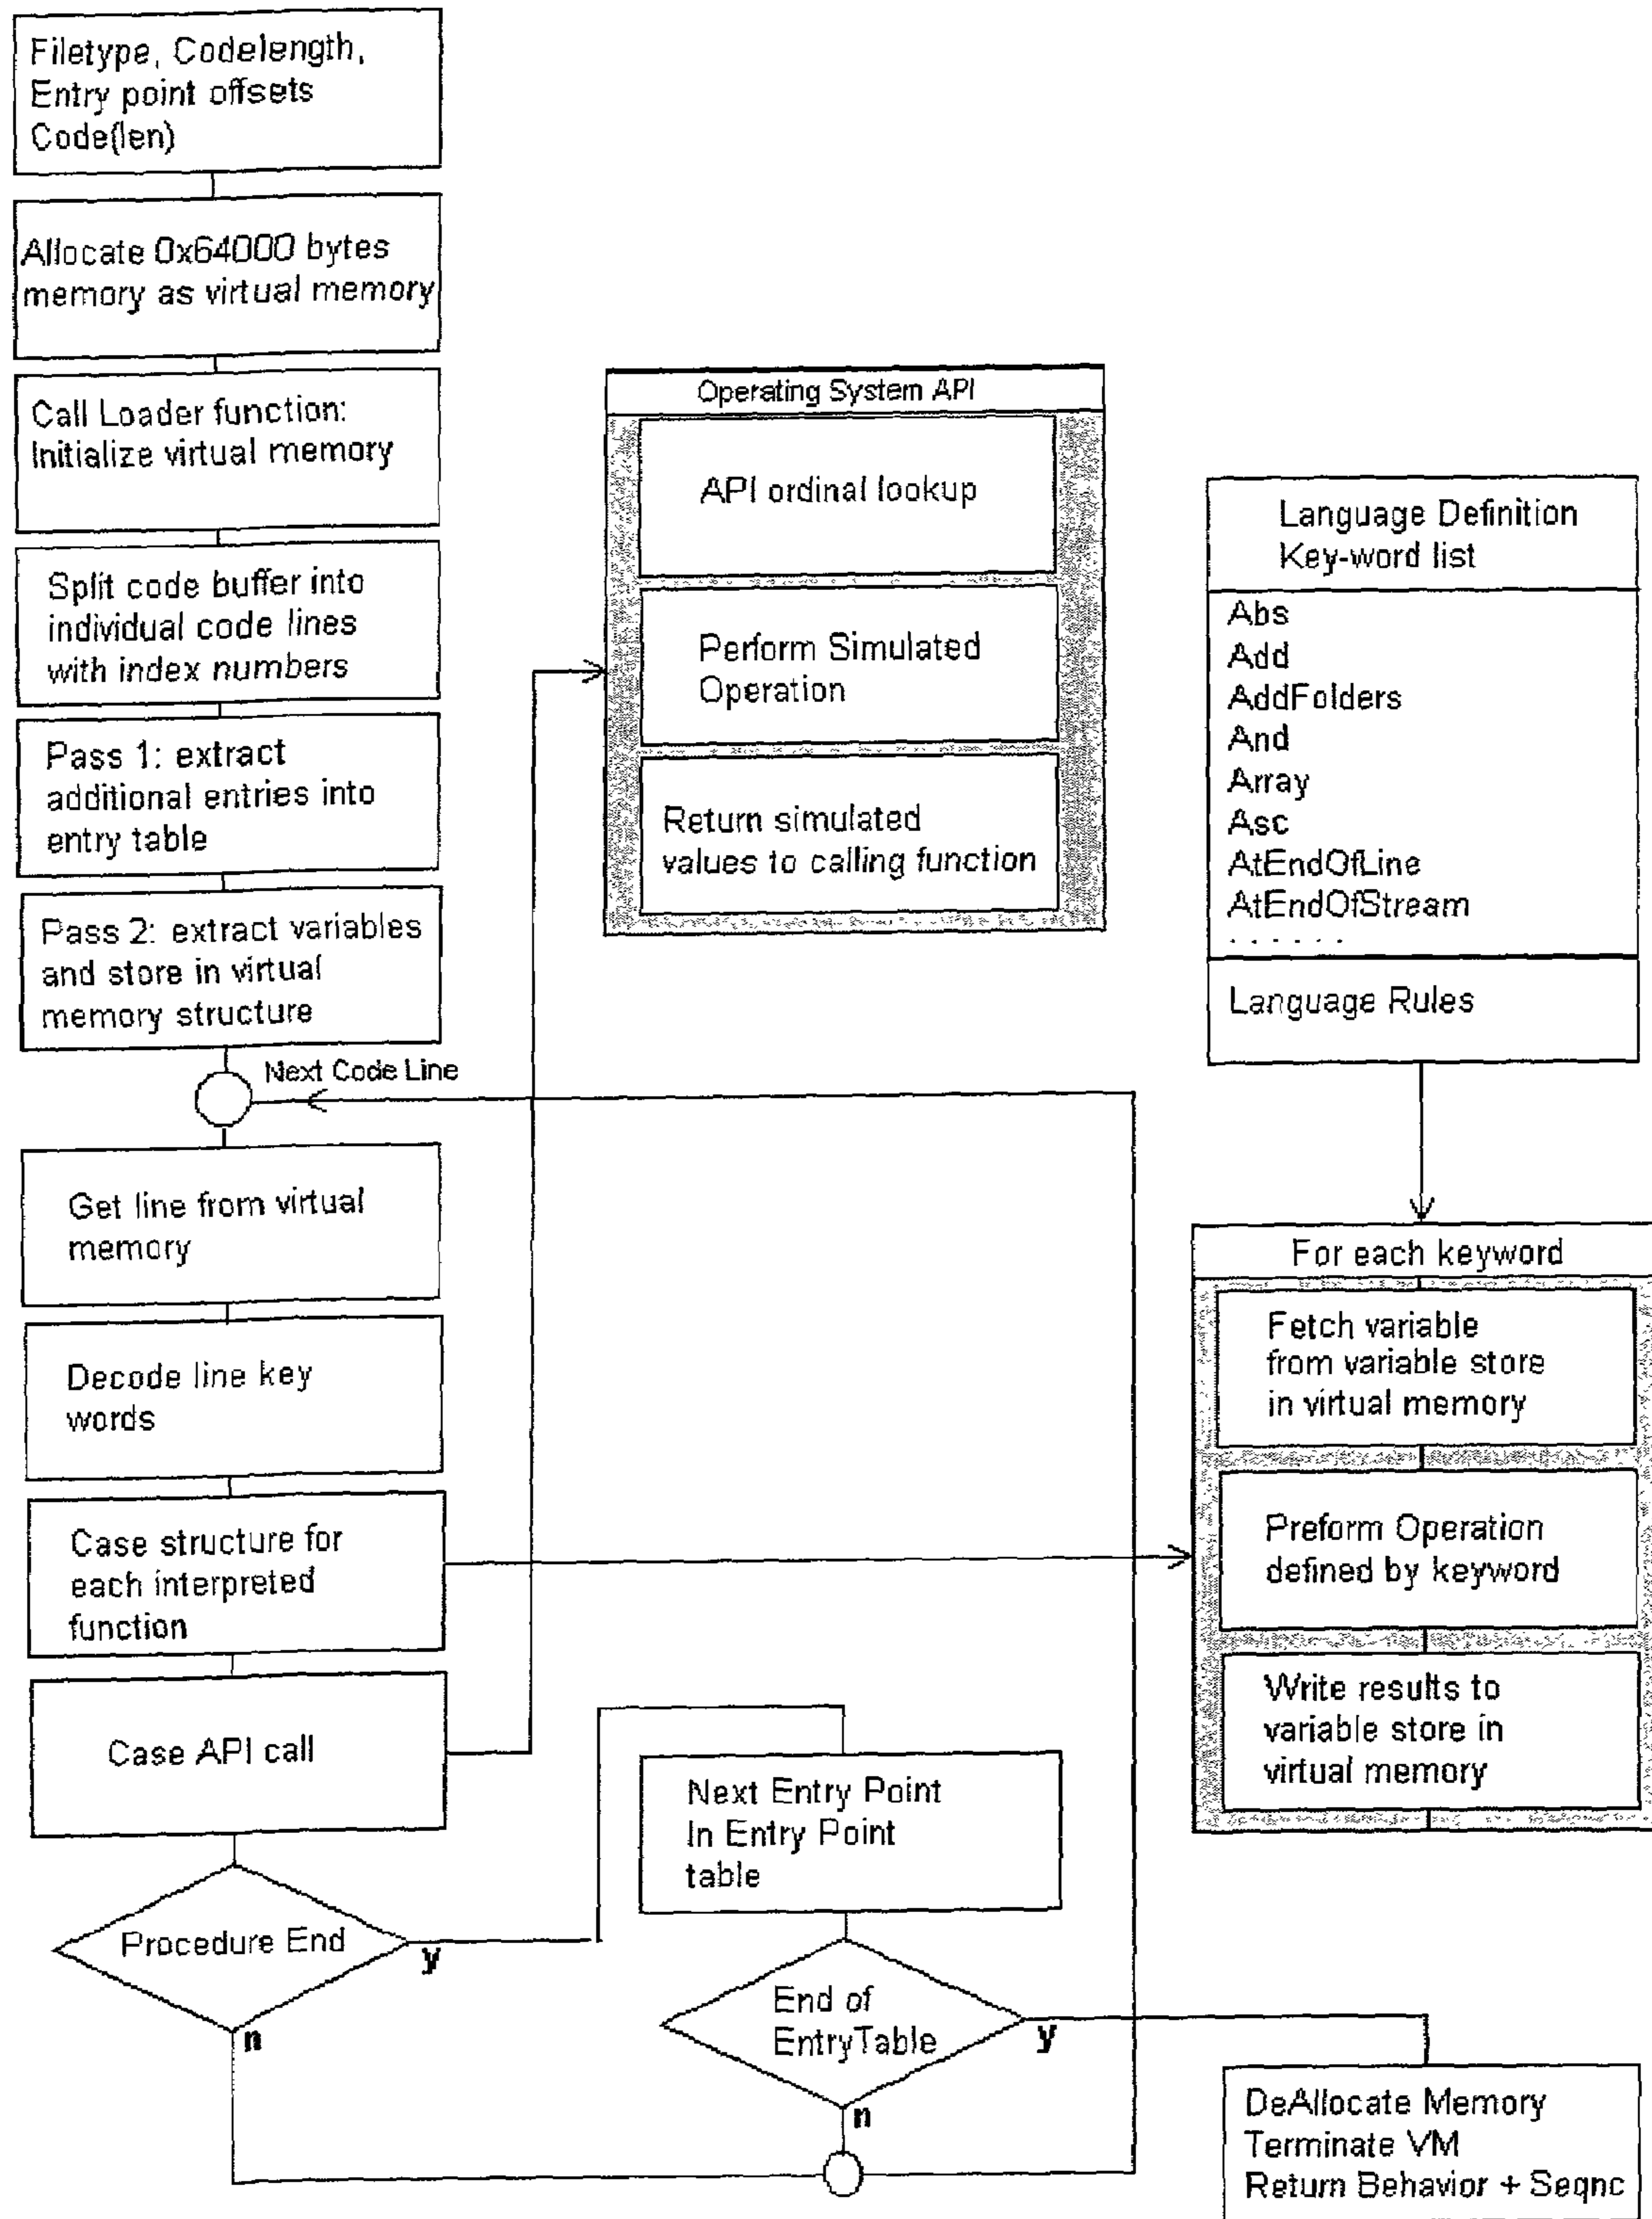 Filetype, Codelength,
Entry point offsets
Code(len)
Allocate 0x64000 bytes
memory as virtual memory
Call Loader function:
Initialize virtual memory
Split code buffer into
individual code lines
with index numbers
Pass 1: extract
additional entries into
entry table
Pass 2: extract variables
and store in virtual
memory structure
Next Code Line
Get line from virtual
memory
Decode line key
words
Case structure for
each interpreted
function
Case API call
Procedure End
y
n
Operating System API
API ordinal lookup
Perform Simulated
Operation
Return simulated
values to calling function
Next Entry Point
In Entry Point
table
End of
EntryTable
y
n
Language Definition
Key-word list
Abs
Add
AddFolders
And
Array
Asc
AtEndOfLine
AtEndOfStream
. . . . . .
Language Rules
For each keyword
Fetch variable
from variable store
in virtual memory
Preform Operation
defined by keyword
Write results to
variable store in
virtual memory
DeAllocate Memory
Terminate VM
Return Behavior + Seqnc